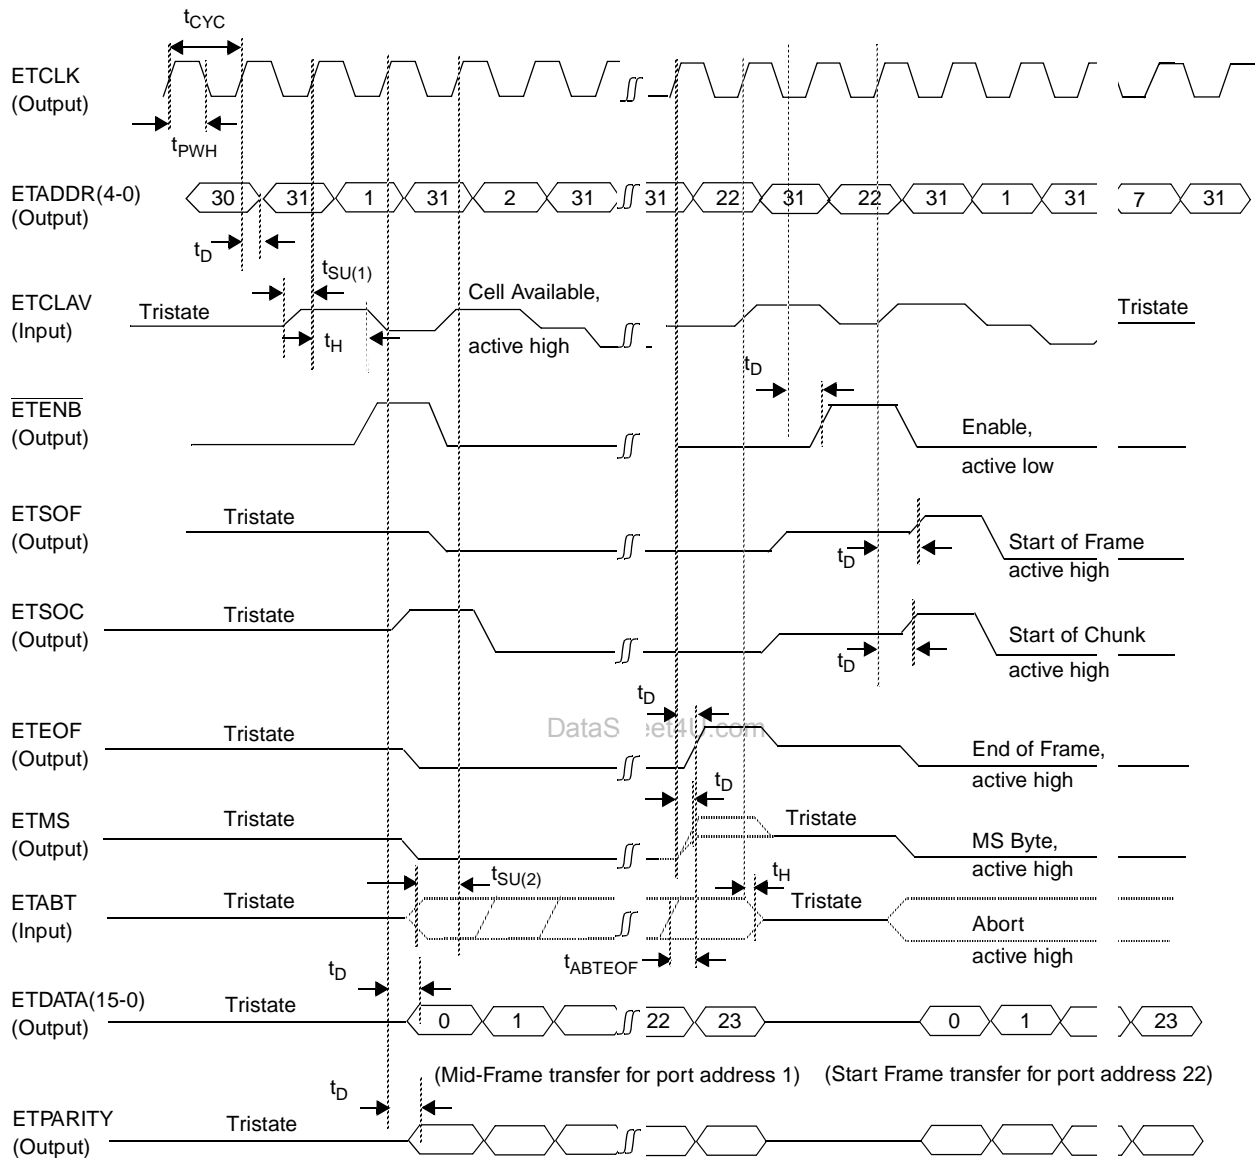 tCYC
ETCLK
(Output)
tPWH
ETADDR(4-0)
(Output)
30 31 1 31 2 31 31 22 31 22 31 1 31 7 31
tD
tSU(1)
ETCLAV
(Input)
Tristate
Cell Available,
active high
Tristate
tH
tD
ETENB
(Output)
Enable,
active low
ETSOF
(Output)
Tristate
tD
Start of Frame
active high
ETSOC
(Output)
Tristate
tD
Start of Chunk
active high
tD
ETEOF
(Output)
Tristate
End of Frame,
active high
tD
ETMS
(Output)
Tristate
Tristate
MS Byte,
active high
tSU(2)
tH
ETABT
(Input)
Tristate
Tristate
Abort
active high
tABTEOF
tD
ETDATA(15-0)
(Output)
Tristate
0 1 22 23 0 1 23
(Mid-Frame transfer for port address 1) (Start Frame transfer for port address 22)
tD
ETPARITY
(Output)
Tristate